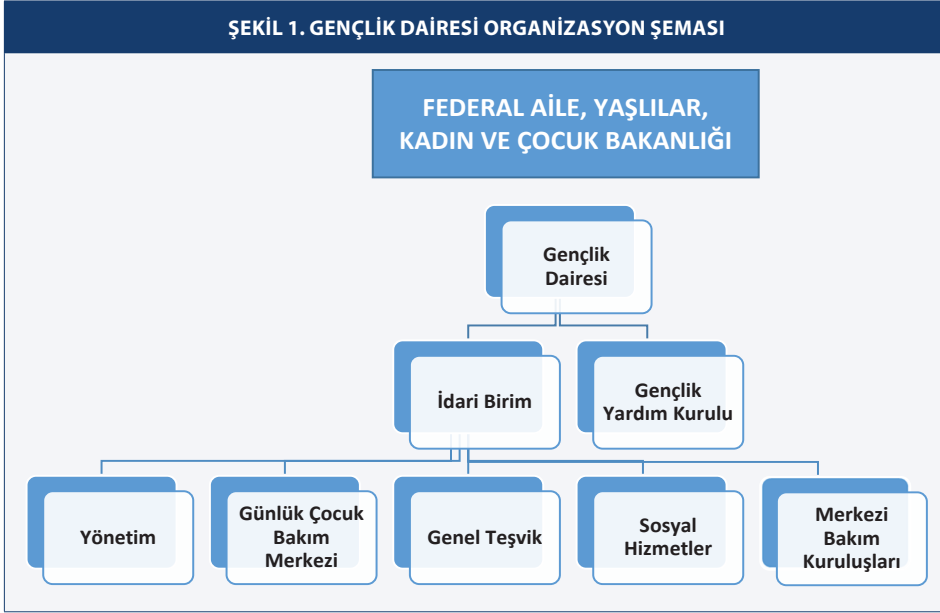 ŞEKİL 1. GENÇLİK DAİRESİ ORGANİZASYON ŞEMASI
FEDERAL AİLE, YAŞLILAR,
KADIN VE ÇOCUK BAKANLIĞI
Gençlik
Dairesi
İdari Birim
Gençlik
Yardım Kurulu
Yönetim
Günlük Çocuk
Bakım
Merkezi
Genel Teşvik
Sosyal
Hizmetler
Merkezi
Bakım
Kuruluşları